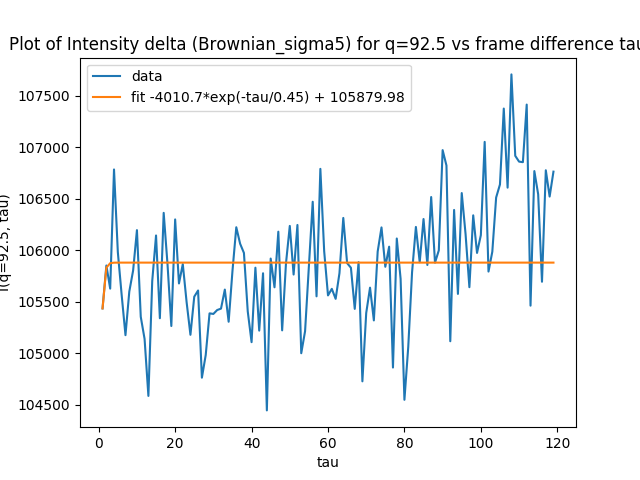 Plot of Intensity delta (Brownian_sigma5) for q=92.5 vs frame difference tau
data
fit -4010.7*exp(-tau/0.45) + 105879.98
107500
107000
106500
106000
105500
105000
104500
I(q=92.5, tau)
0
20
40
60
80
100
120
tau